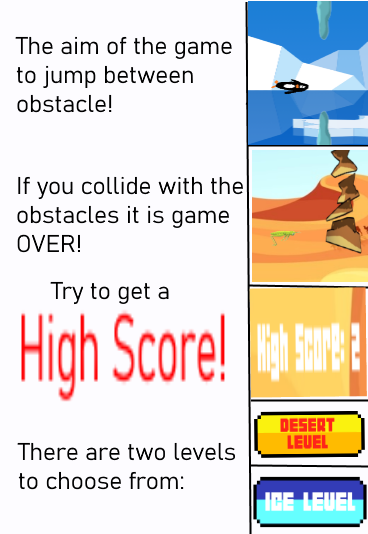 The aim of the game
to jump between
obstacle!
If you collide with the
obstacles it is game
OVER!
Try to get a
High Score!
High Score: 2
There are two levels
to choose from:
DESERT
LEVEL
ICE LEVEL